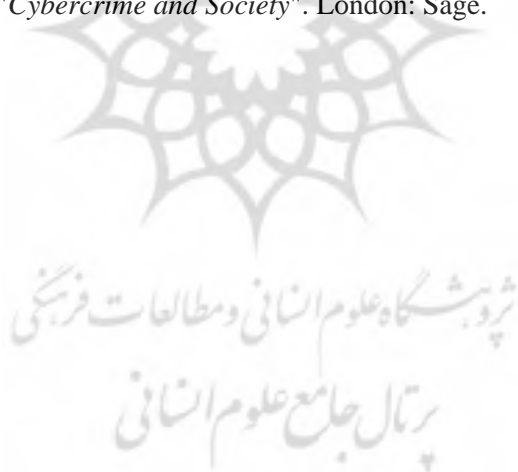 "Cybercrime and Society". London: Sage.
پژوهشگاه علوم انسانی و مطالعات فرهنگی
پرتال جامع علوم انسانی